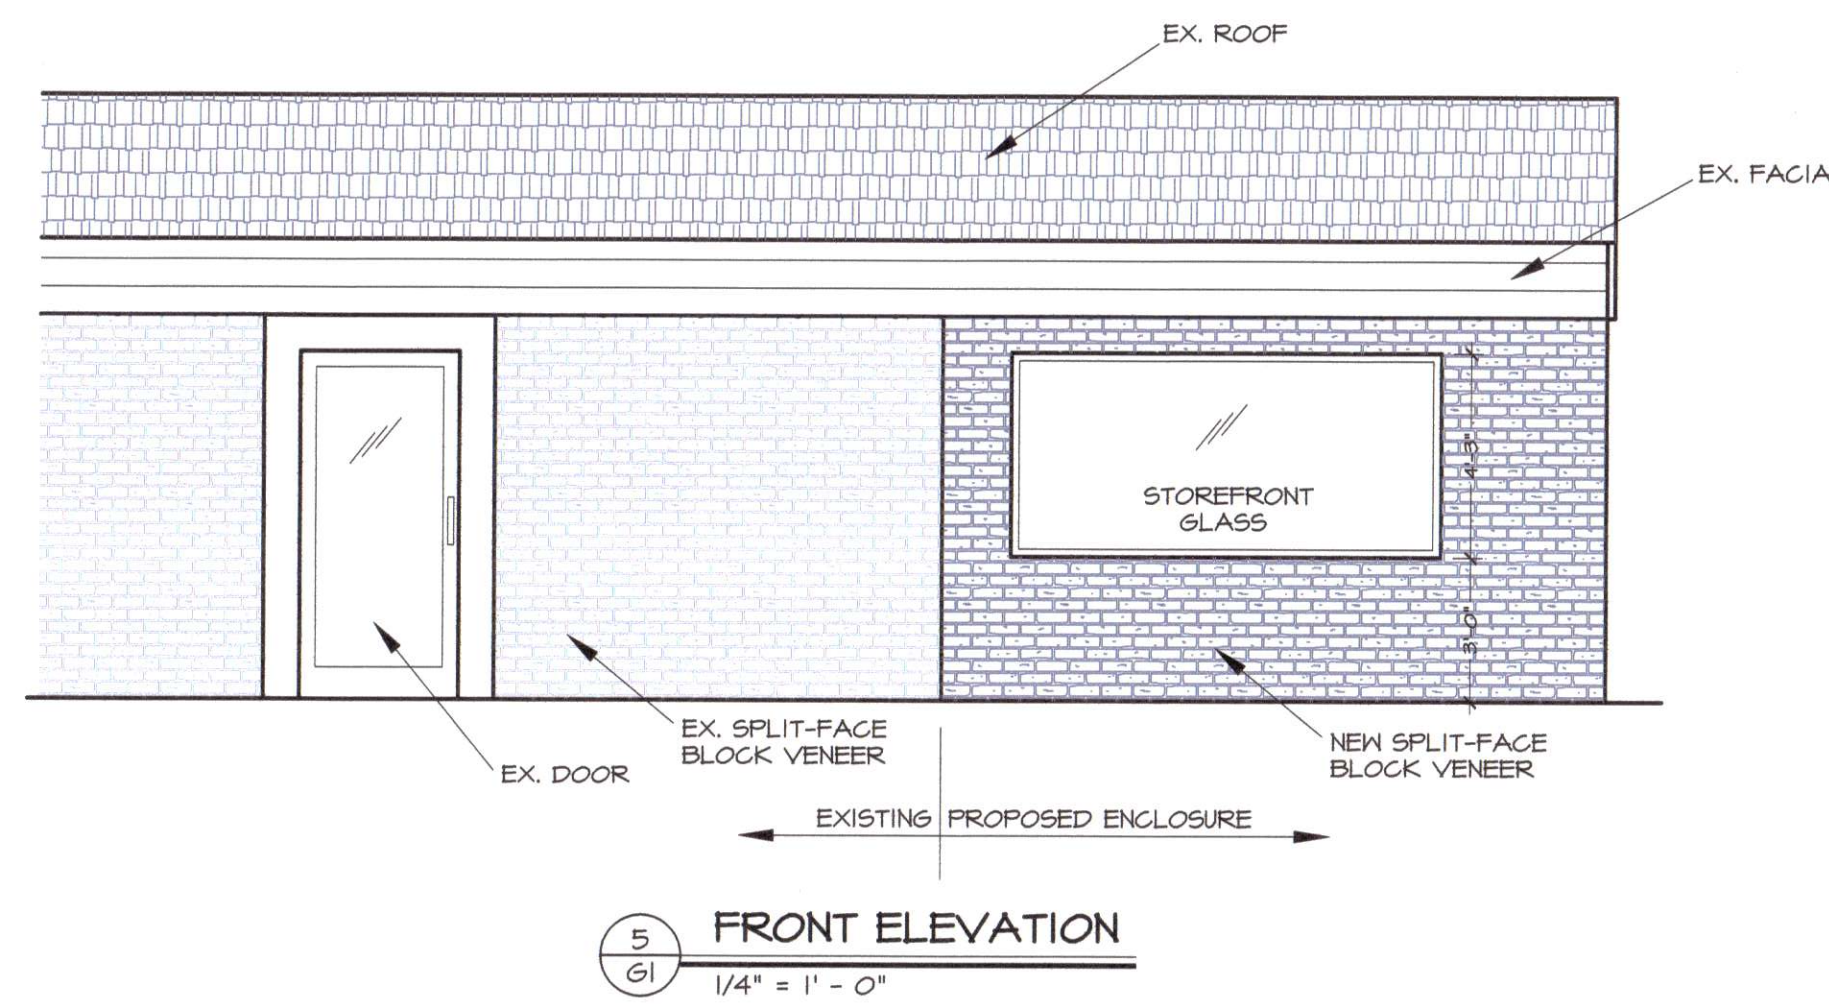 EX. ROOF
EX. FACIA
STOREFRONT
GLASS
4'-3"
3'-0"
EX. SPLIT-FACE
BLOCK VENEER
EX. DOOR
NEW SPLIT-FACE
BLOCK VENEER
EXISTING PROPOSED ENCLOSURE
5
G1
FRONT ELEVATION
1/4" = 1' - 0"